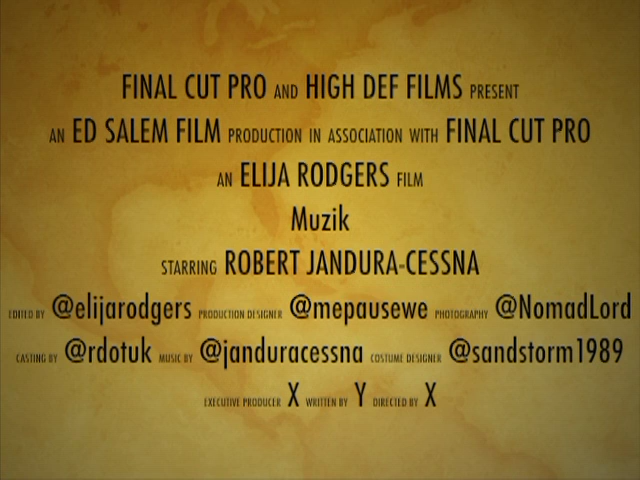 FINAL CUT PRO AND HIGH DEF FILMS PRESENT
AN ED SALEM FILM PRODUCTION IN ASSOCIATION WITH FINAL CUT PRO
AN ELIJA RODGERS FILM
Muzik
STARRING ROBERT JANDURA-CESSNA
EDITED BY @elijarodgers PRODUCTION DESIGNER @mepausewe PHOTOGRAPHY @NomadLord
CASTING BY @rdotuk MUSIC BY @janduracessna COSTUME DESIGNER @sandstorm1989
EXECUTIVE PRODUCER X WRITTEN BY Y DIRECTED BY X